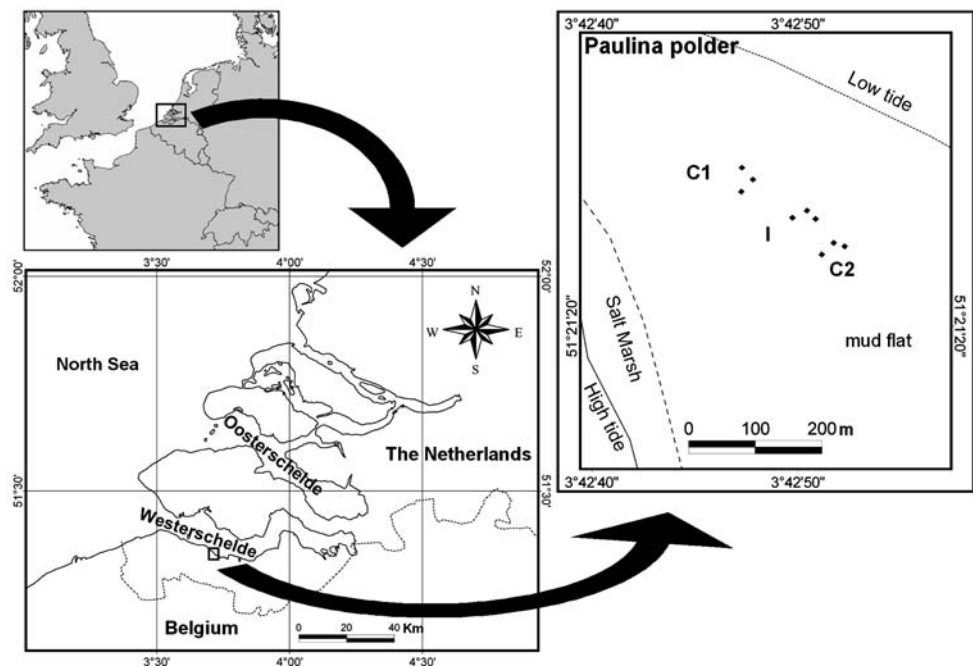 3°42'40"
3°42'50"
Paulina polder
Low tide
C1
I
C2
51°21'20"
51°21'20"
mud flat
Salt Marsh
High tide
0 100 200 m
3°42'40"
3°42'50"
3°30'
4°00'
4°30'
52°00'
52°00'
N
W E
S
North Sea
Oosterschelde
The Netherlands
51°30'
51°30'
Westerschelde
Belgium
0 20 40 Km
3°30'
4°00'
4°30'